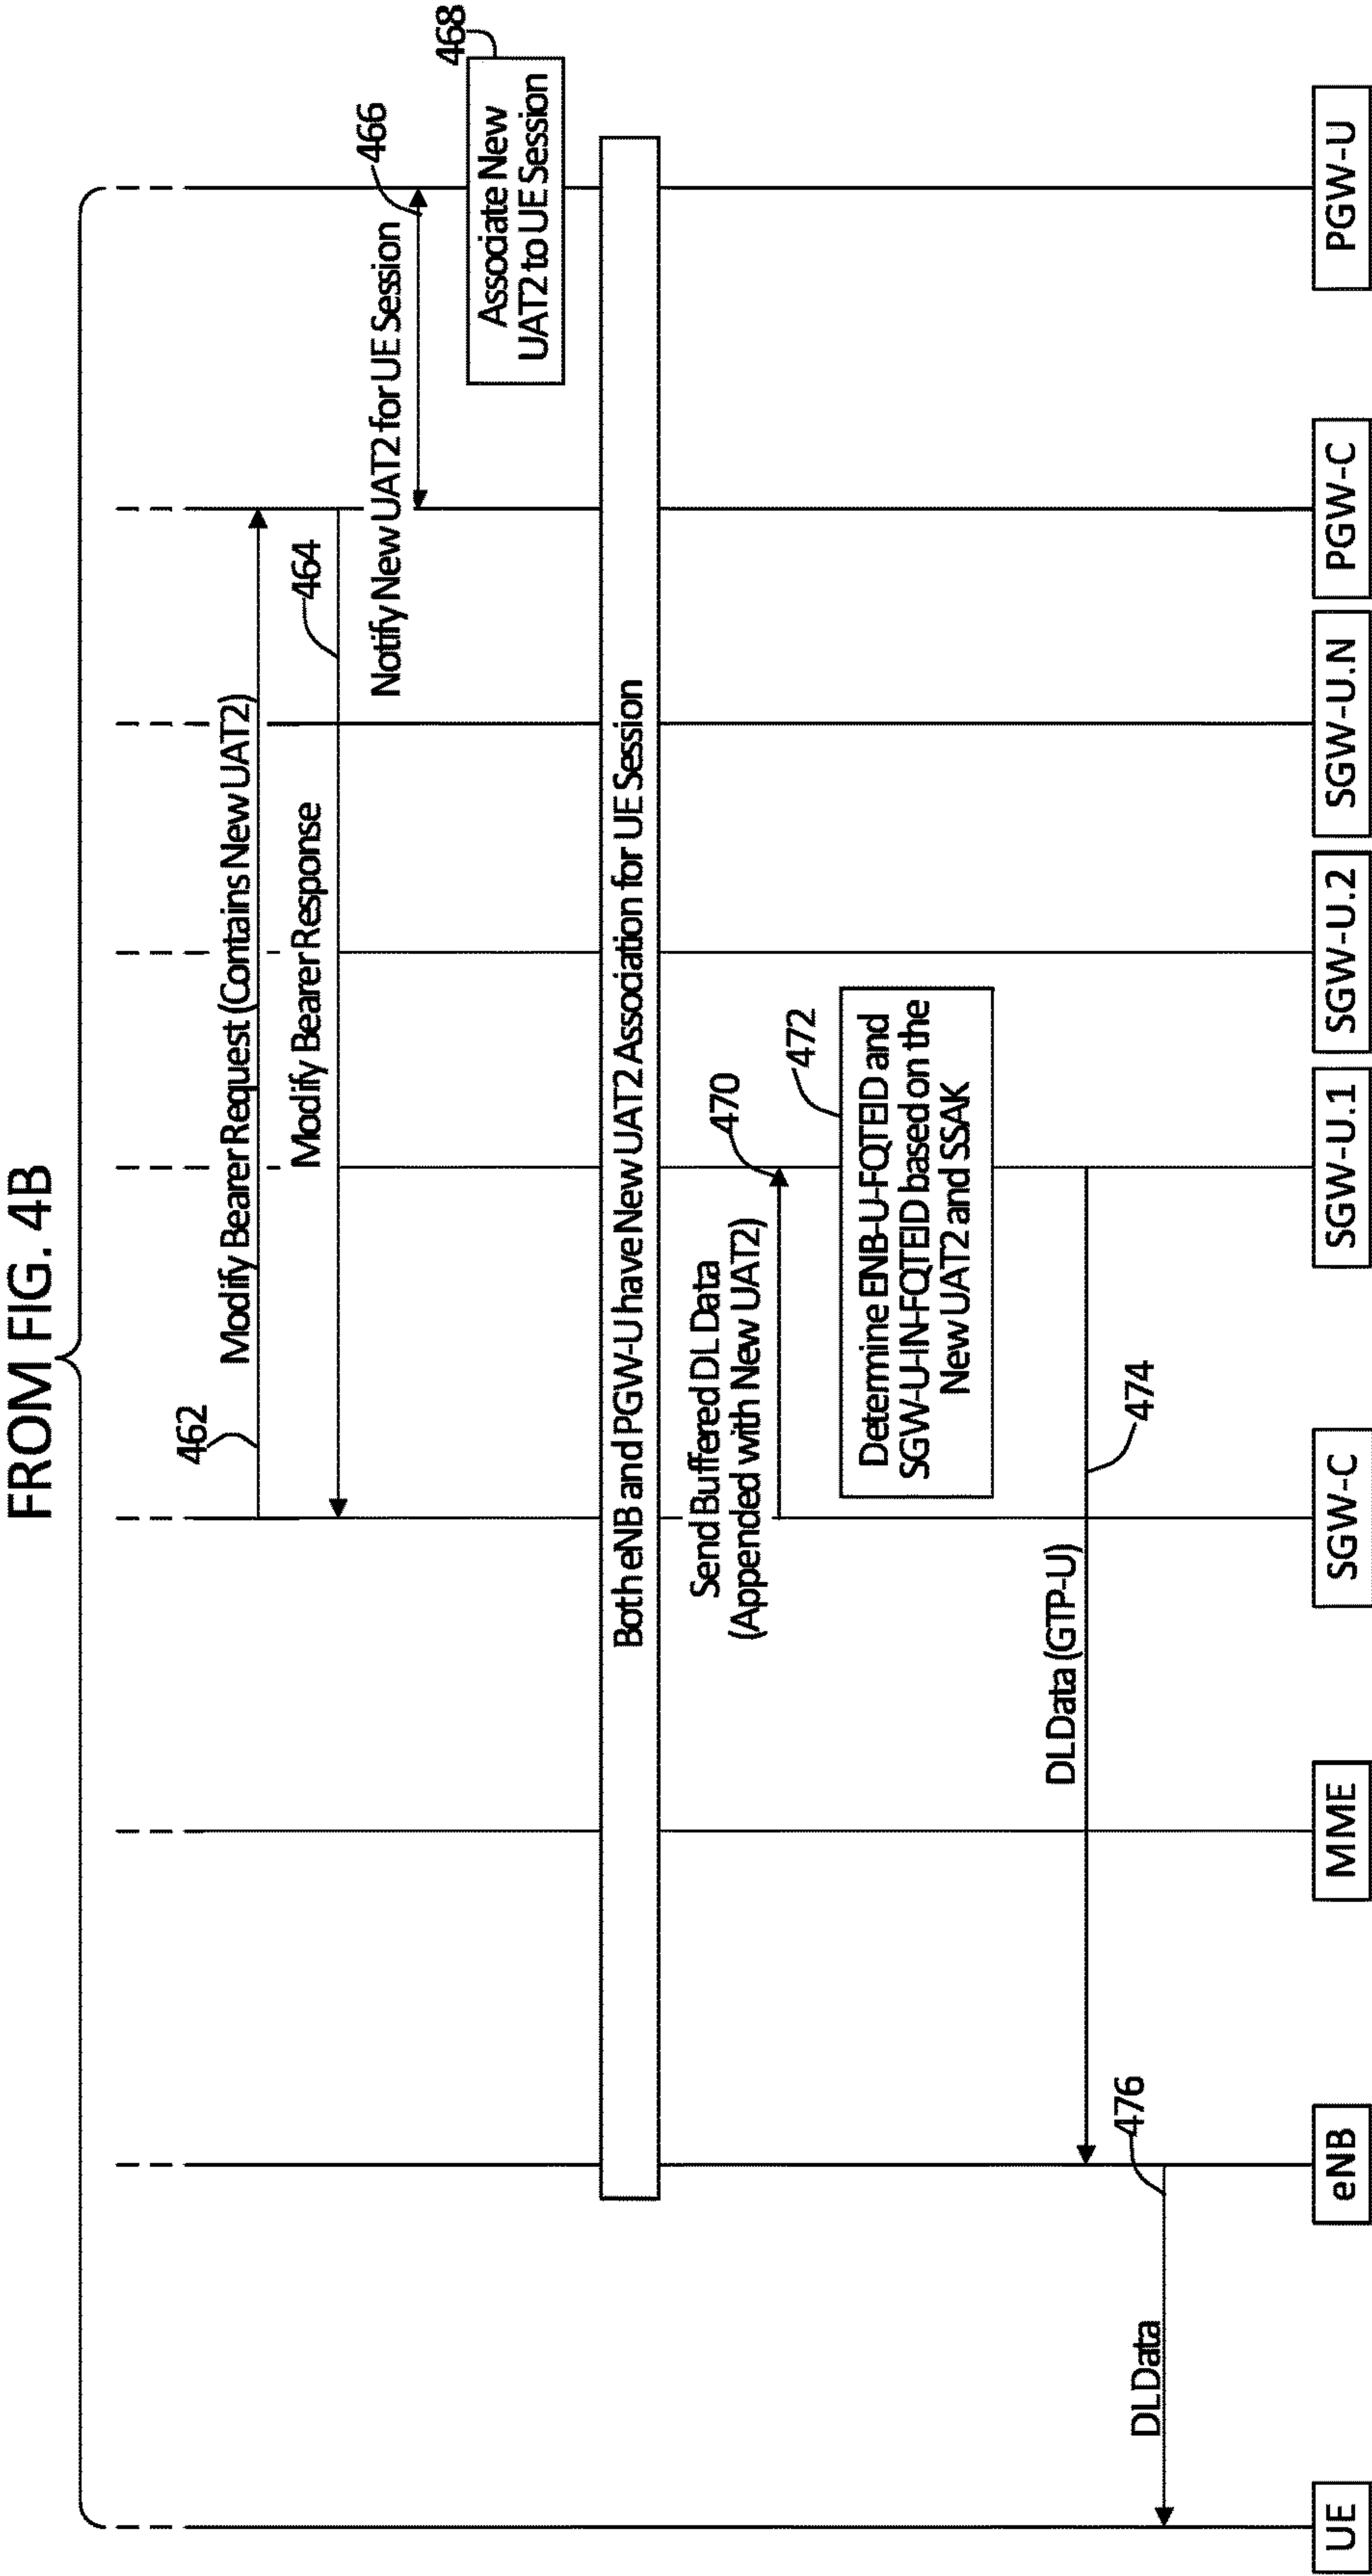 FROM FIG. 4B
462
Modify Bearer Request (Contains New UAT2)
Modify Bearer Response
464
Notify New UAT2 for UE Session
466
468
Associate New
UAT2 to UE Session
Both eNB and PGW-U have New UAT2 Association for UE Session
Send Buffered DL Data
(Appended with New UAT2)
470
472
Determine ENB-U-FQTEID and
SGW-U-IN-FQTEID based on the
New UAT2 and SSAK
DLData (GTP-U)
474
DLData
476
UE
eNB
MME
SGW-C
SGW-U.1
SGW-U.2
SGW-U.N
PGW-C
PGW-U